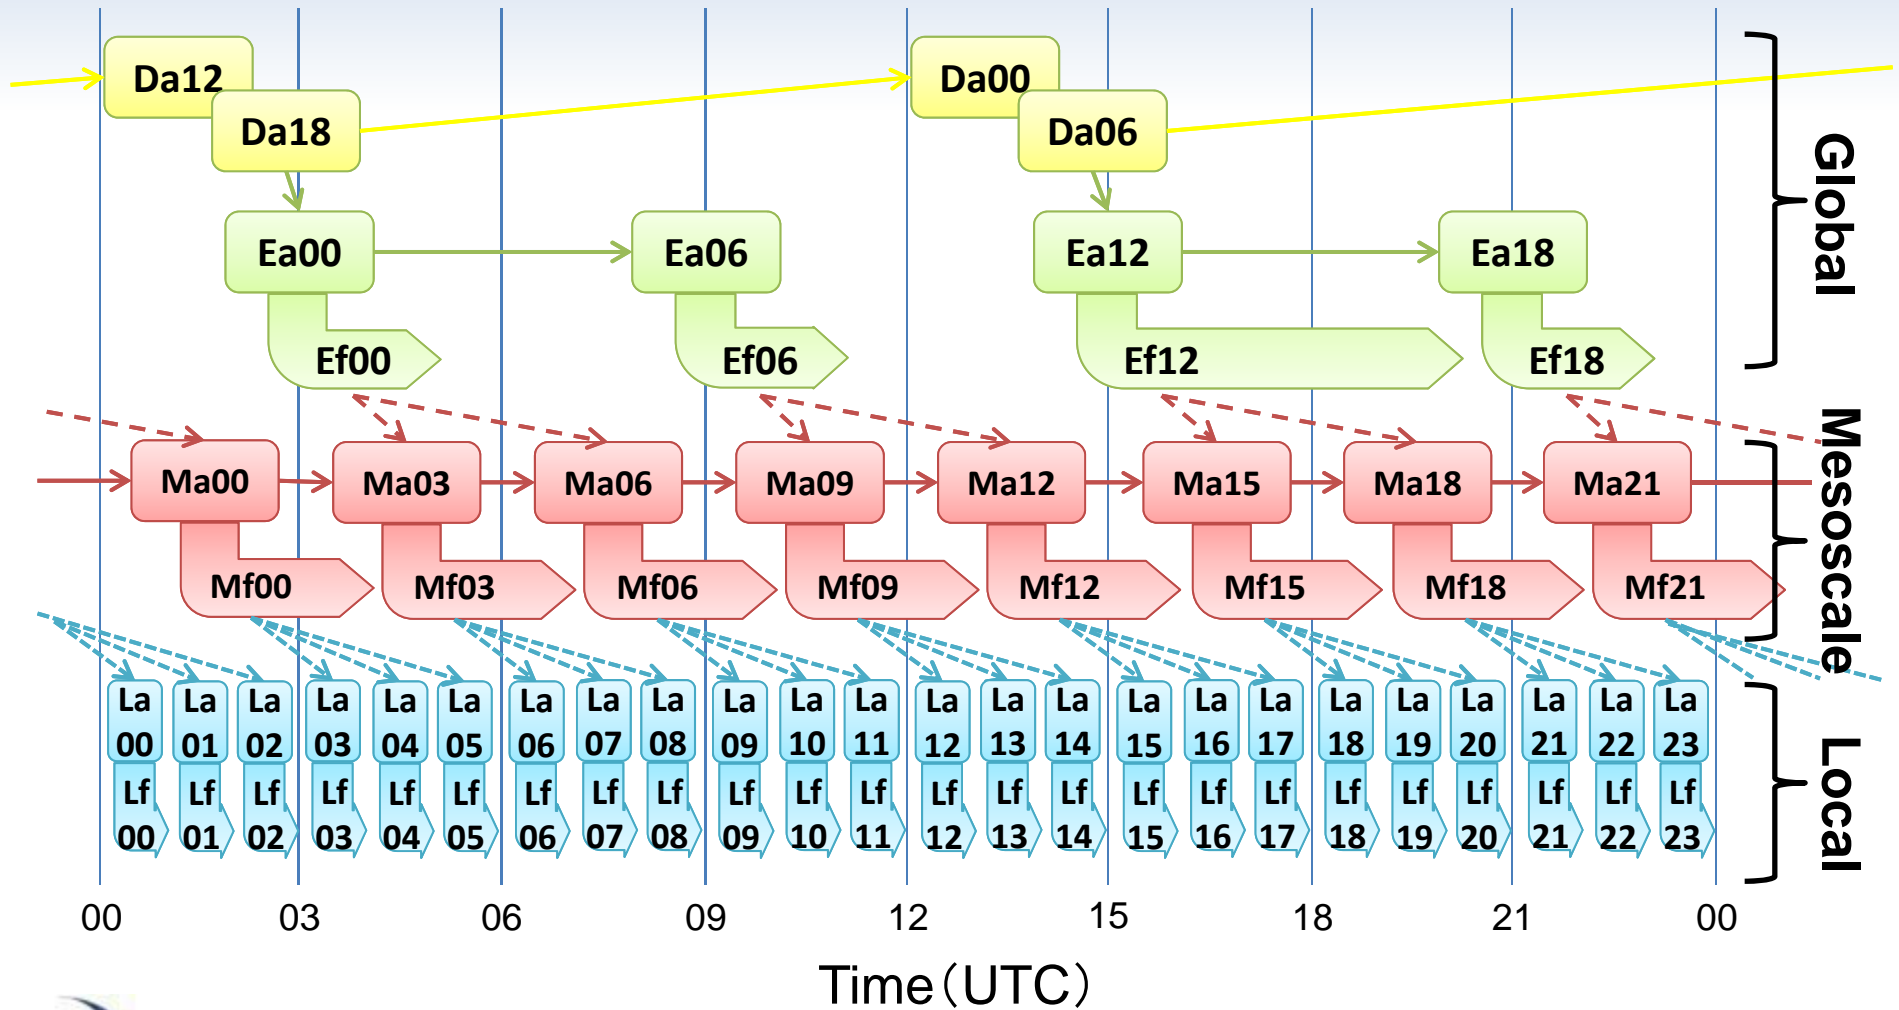 Da12
Da00
Da18
Da06
Ea00
Ea06
Ea12
Ea18
Ef00
Ef06
Ef12
Ef18
Global
Ma00
Ma03
Ma06
Ma09
Ma12
Ma15
Ma18
Ma21
Mf00
Mf03
Mf06
Mf09
Mf12
Mf15
Mf18
Mf21
Mesoscale
La 00
La 01
La 02
La 03
La 04
La 05
La 06
La 07
La 08
La 09
La 10
La 11
La 12
La 13
La 14
La 15
La 16
La 17
La 18
La 19
La 20
La 21
La 22
La 23
Lf 00
Lf 01
Lf 02
Lf 03
Lf 04
Lf 05
Lf 06
Lf 07
Lf 08
Lf 09
Lf 10
Lf 11
Lf 12
Lf 13
Lf 14
Lf 15
Lf 16
Lf 17
Lf 18
Lf 19
Lf 20
Lf 21
Lf 22
Lf 23
Local
00 03 06 09 12 15 18 21 00
Time(UTC)